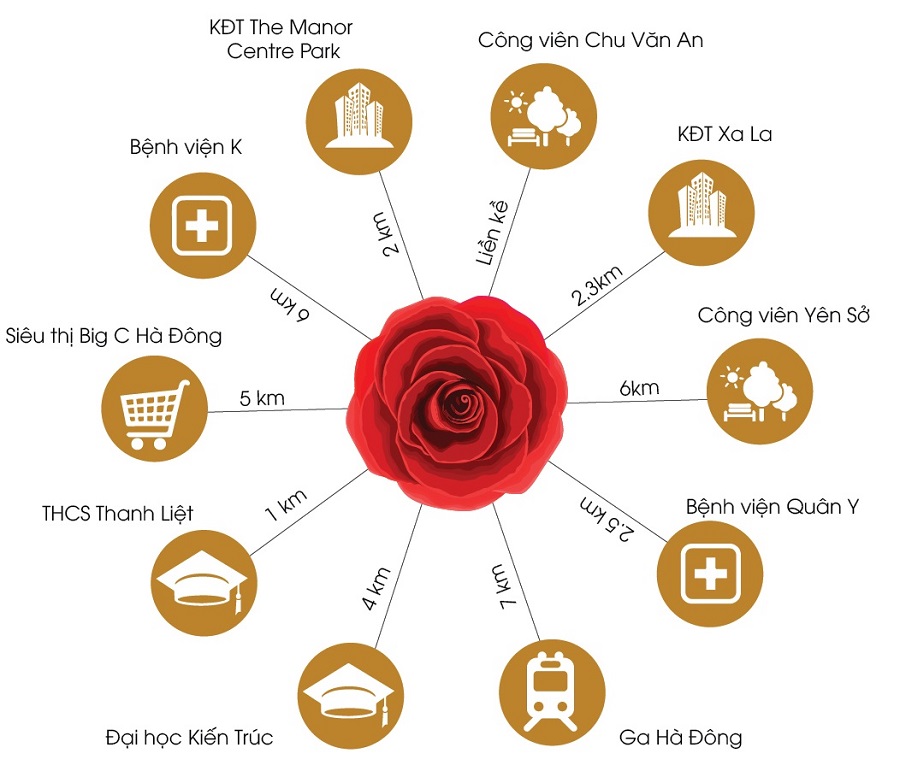 KĐT The Manor
Centre Park
Công viên Chu Văn An
KĐT Xa La
Bệnh viện K
2 km
Liền kề
2.3km
6 km
Công viên Yên Sở
Siêu thị Big C Hà Đông
5 km
6km
THCS Thanh Liệt
1 km
2.5 km
Bệnh viện Quân Y
4 km
7 km
Đại học Kiến Trúc
Ga Hà Đông